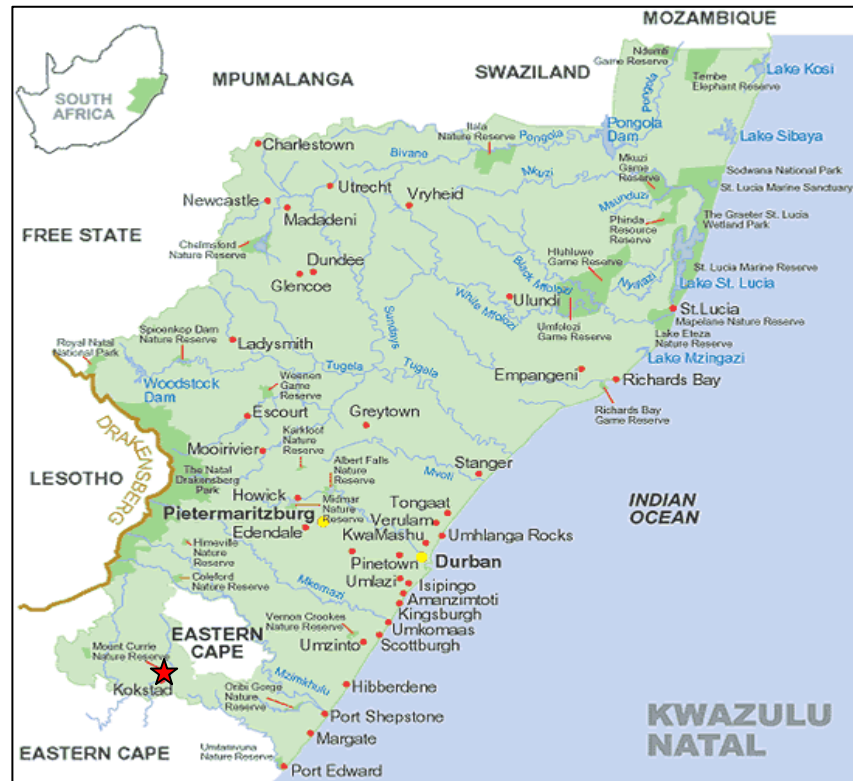 MOZAMBIQUE
Ndumti
Game Reserve
Tembe
Elephant Reserve
Lake Kosi
MPUMALANGA
SWAZILAND
SOUTH
AFRICA
Pongola
Pongola
Dam
Lake Sibaya
Itala
Nature Reserve
Pongola
Charlestown
Bivane
Mkuzi
Mkuzi
Game
Reserve
Sodwana National Park
St. Lucia Marine Sanctuary
Utrecht
Vryheid
Newcastle
Madadeni
Msunduzi
Phinda
Resource
Reserve
The Graeter St. Lucia
Wetland Park
FREE STATE
Chelmsford
Nature Reserve
Dundee
Glencoe
Hluhluwe
Game Reserve
Black Mfolozi
Nyalazi
St. Lucia Marine Reserve
Lake St. Lucia
While Mfolozi
Ulundi
Umfolozi
Game Reserve
St.Lucia
Mapelane Nature Reserve
Lake Eteza
Nature Reserve
Sundays
Spioenkop Dam
Nature Reserve
Royal Natal
National Park
Ladysmith
Lake Mzingazi
Tugela
Tugela
Woodstock
Dam
Weenen
Game
Reserve
Empangeni
Richards Bay
Richards Bay
Game Reserve
Escourt
Greytown
DRAKENSBERG
Karkloof
Nature
Reserve
Mooirivier
Albert Falls
Nature
Reserve
LESOTHO
The Natal
Drakensberg
Park
Mvoti
Stanger
Howick
Midmar
Nature
Reserve
Tongaat
INDIAN
OCEAN
Pietermaritzburg
Verulam
Edendale
KwaMashu
Umhlanga Rocks
Himeville
Nature
Reserve
Pinetown
Durban
Coleford
Nature Reserve
Umlazi
Isipingo
Mkomazi
Amanzimtoti
Kingsburgh
Vernon Crookes
Nature Reserve
Umkomaas
EASTERN
CAPE
Umzinto
Scottburgh
Mount Currie
Nature Reserve
Kokstad
Mzimkhulu
Oribi Gorge
Nature
Reserve
Hibberdene
Port Shepstone
KWAZULU
NATAL
Margate
EASTERN CAPE
Umtamvuna
Nature Reserve
Port Edward